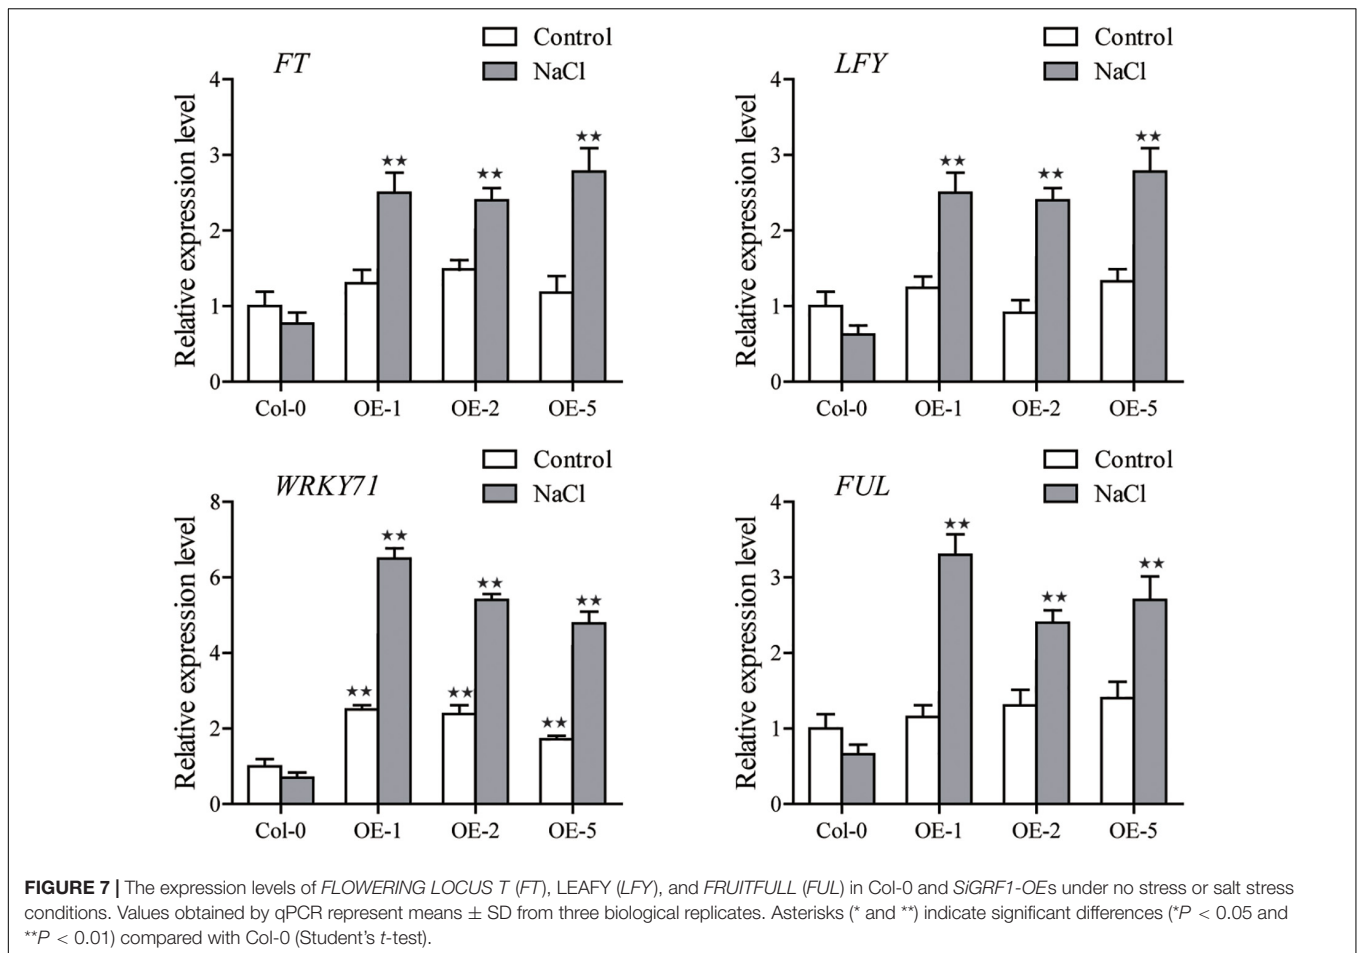 Control
NaCl
FT
Relative expression level
4
3
2
1
0
★★
★★
★★
Col-0 OE-1 OE-2 OE-5
Control
NaCl
LFY
Relative expression level
4
3
2
1
0
★★
★★
★★
Col-0 OE-1 OE-2 OE-5
Control
NaCl
WRKY71
Relative expression level
8
6
4
2
0
★★
★★
★★
★★
★★
★★
Col-0 OE-1 OE-2 OE-5
Control
NaCl
FUL
Relative expression level
4
3
2
1
0
★★
★★
★★
Col-0 OE-1 OE-2 OE-5
FIGURE 7 | The expression levels of FLOWERING LOCUS T (FT), LEAFY (LFY), and FRUITFULL (FUL) in Col-0 and SiGRF1-OEs under no stress or salt stress
conditions. Values obtained by qPCR represent means ± SD from three biological replicates. Asterisks (* and **) indicate significant differences (*P < 0.05 and
**P < 0.01) compared with Col-0 (Student's t-test).